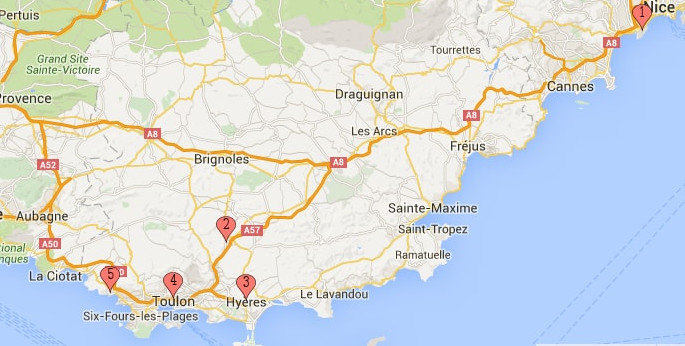 Pertuis
Nice
1
A8
Tourrettes
Grand Site
Sainte-Victoire
Cannes
Draguignan
Provence
A8
A8
Les Arcs
Fréjus
A52
Brignoles
A8
Aubagne
Sainte-Maxime
2
A57
Saint-Tropez
A50
National
Ramatuelle
La Ciotat
5
4
3
Toulon
Hyères
Le Lavandou
Six-Fours-les-Plages